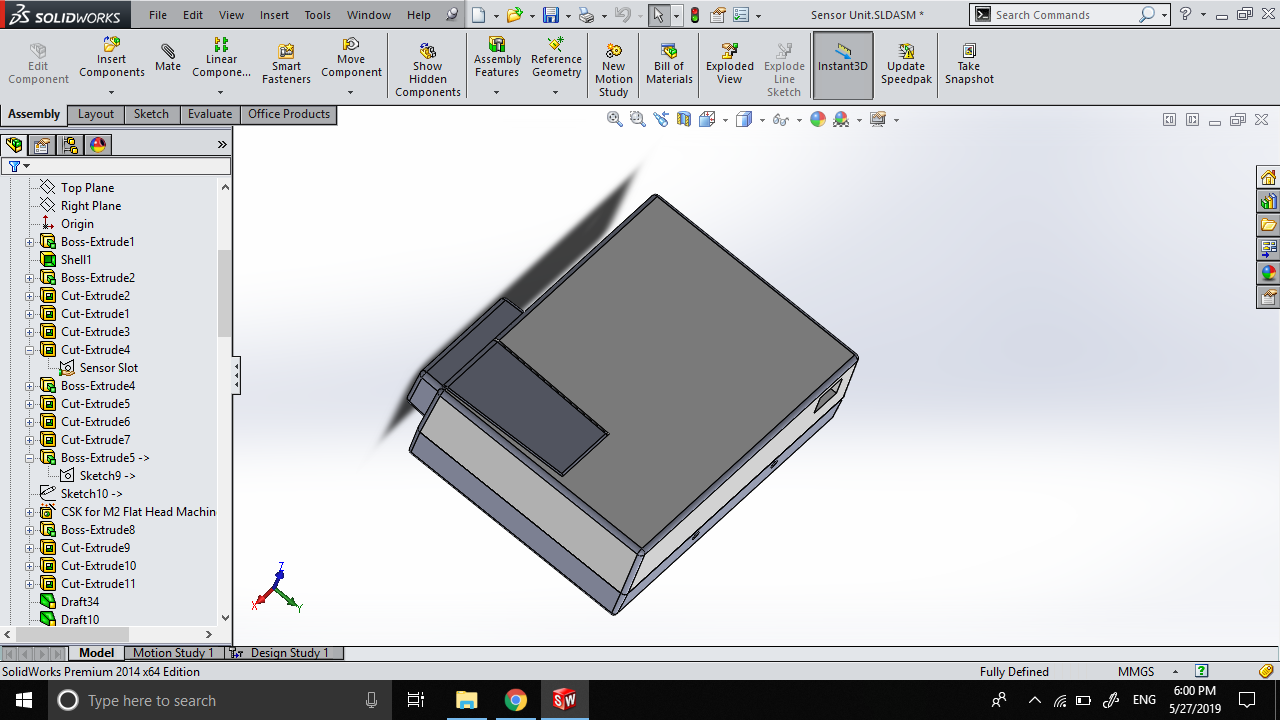 SOLIDWORKS File Edit View Insert Tools Window Help Sensor Unit.SLDASM * Search Commands
Edit Component
Insert Components
Mate
Linear Compone...
Smart Fasteners
Move Component
Show Hidden Components
Assembly Features
Reference Geometry
New Motion Study
Bill of Materials
Exploded View
Explode Line Sketch
Instant3D
Update Speedpak
Take Snapshot
Assembly Layout Sketch Evaluate Office Products
Top Plane
Right Plane
Origin
Boss-Extrude1
Shell1
Boss-Extrude2
Cut-Extrude2
Cut-Extrude1
Cut-Extrude3
Cut-Extrude4
Sensor Slot
Boss-Extrude4
Cut-Extrude5
Cut-Extrude6
Cut-Extrude7
Boss-Extrude5 ->
Sketch9 ->
Sketch10 ->
CSK for M2 Flat Head Machin
Boss-Extrude8
Cut-Extrude9
Cut-Extrude10
Cut-Extrude11
Draft34
Draft10
Z
X
Y
Model Motion Study 1 Design Study 1
SolidWorks Premium 2014 x64 Edition Fully Defined MMGS
Type here to search ENG 6:00 PM
5/27/2019